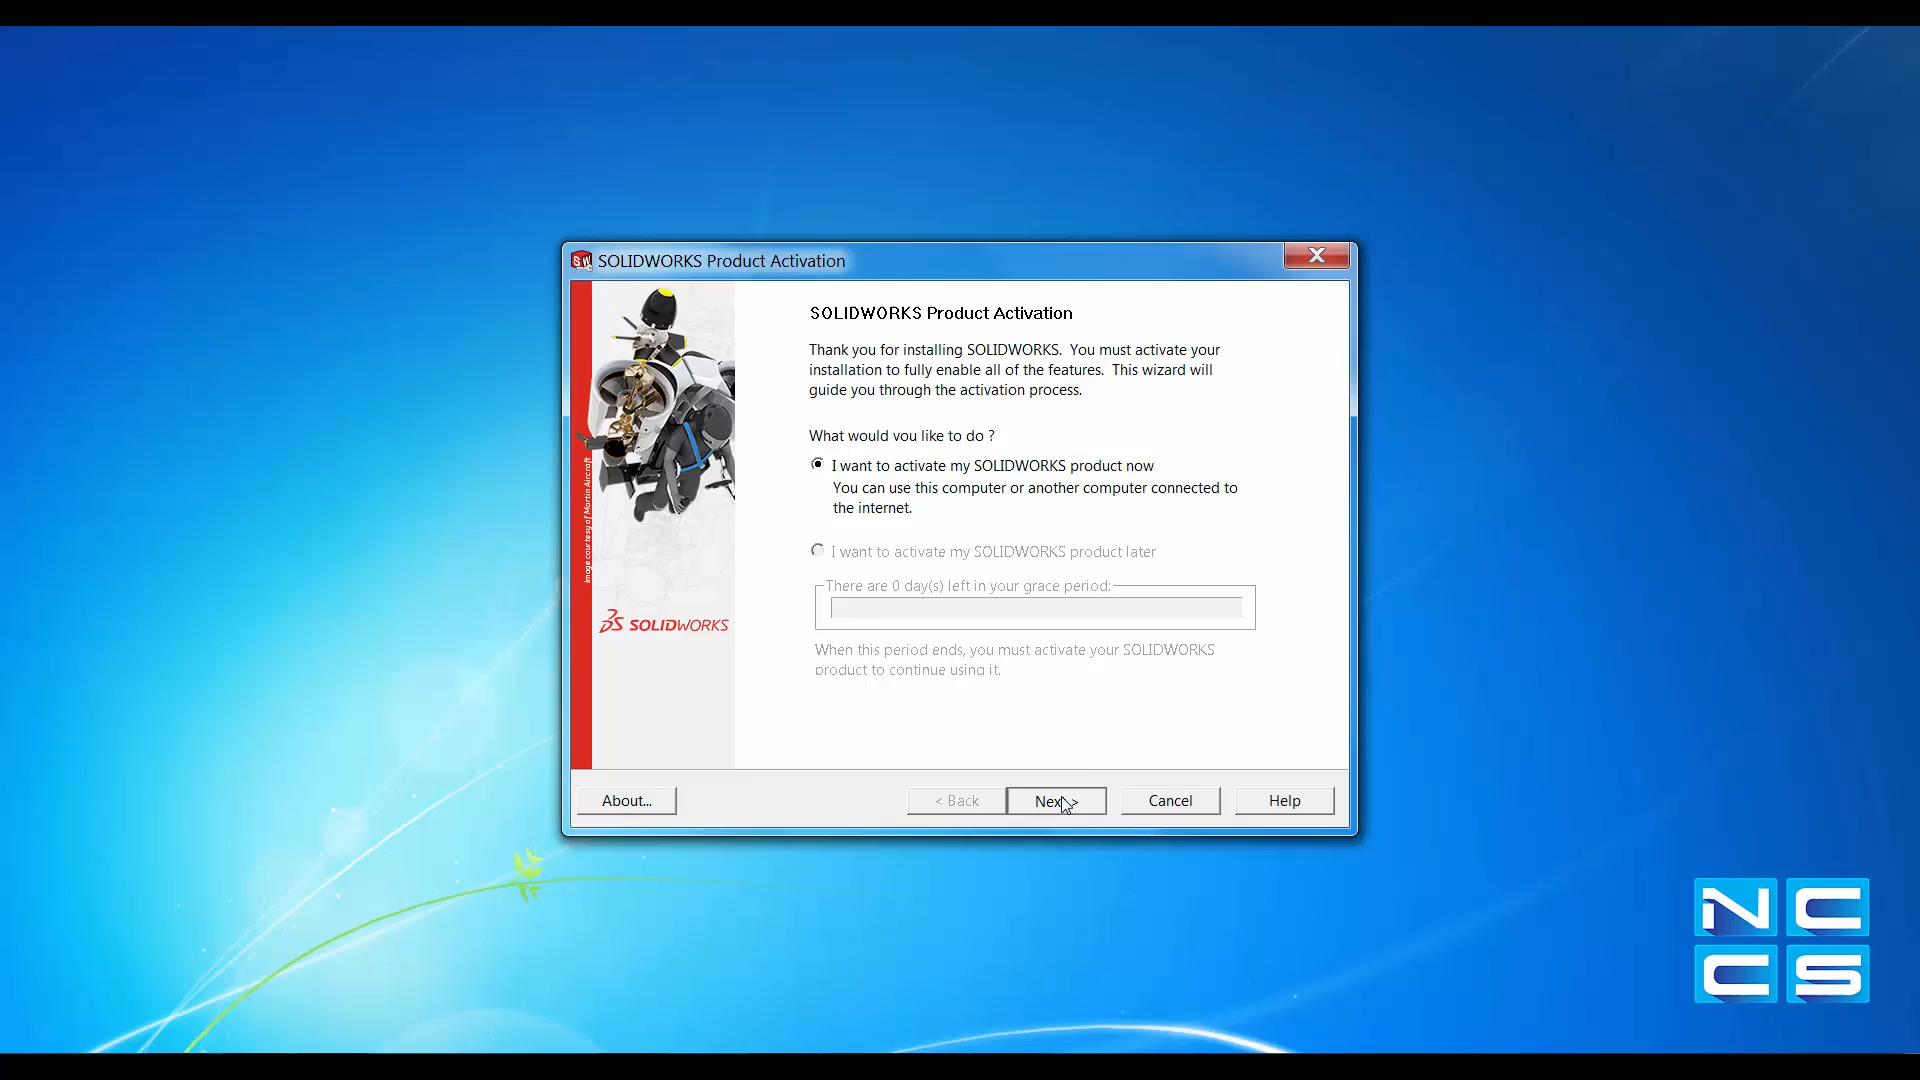 SOLIDWORKS Product Activation
SOLIDWORKS Product Activation
Thank you for installing SOLIDWORKS. You must activate your
installation to fully enable all of the features. This wizard will
guide you through the activation process.
What would you like to do ?
I want to activate my SOLIDWORKS product now
You can use this computer or another computer connected to
the internet.
I want to activate my SOLIDWORKS product later
There are 0 day(s) left in your grace period:
When this period ends, you must activate your SOLIDWORKS
product to continue using it.
Image courtesy of Martin Aircraft
SOLIDWORKS
About...
< Back
Next >
Cancel
Help
NC
CS